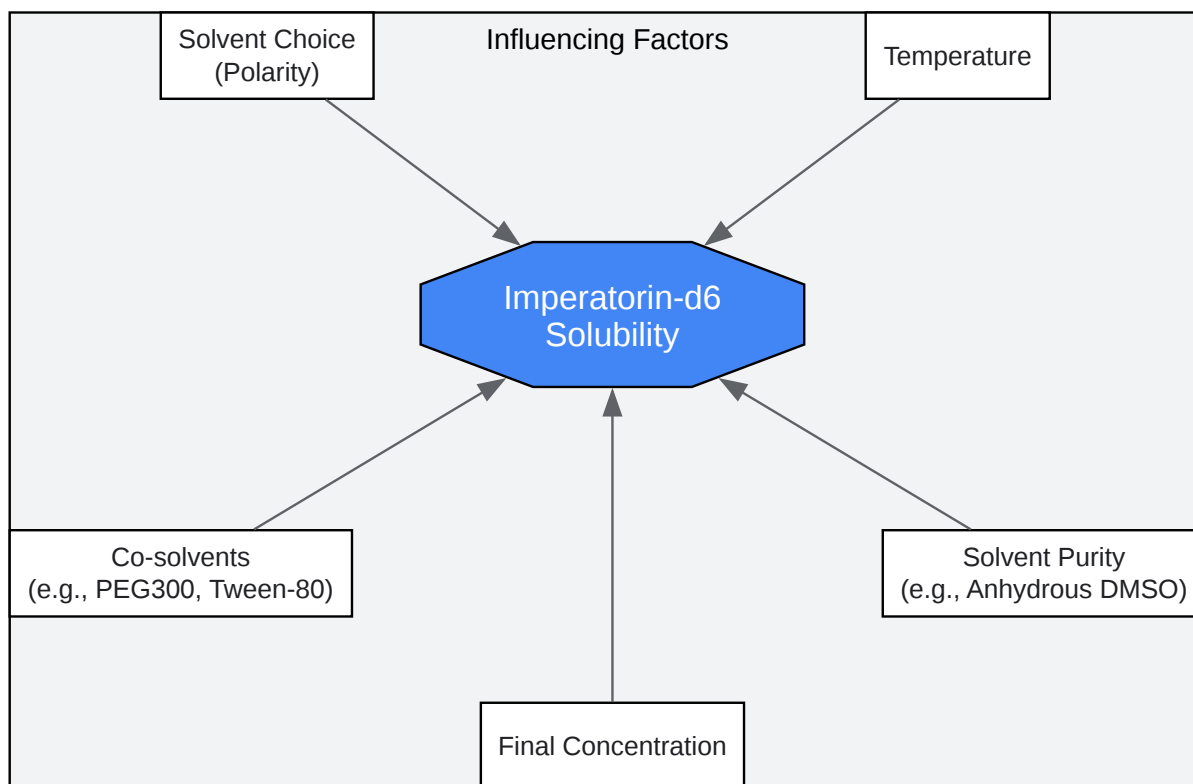 Influencing Factors
Solvent Choice
(Polarity)
Temperature
Imperatorin-d6
Solubility
Co-solvents
(e.g., PEG300, Tween-80)
Solvent Purity
(e.g., Anhydrous DMSO)
Final Concentration